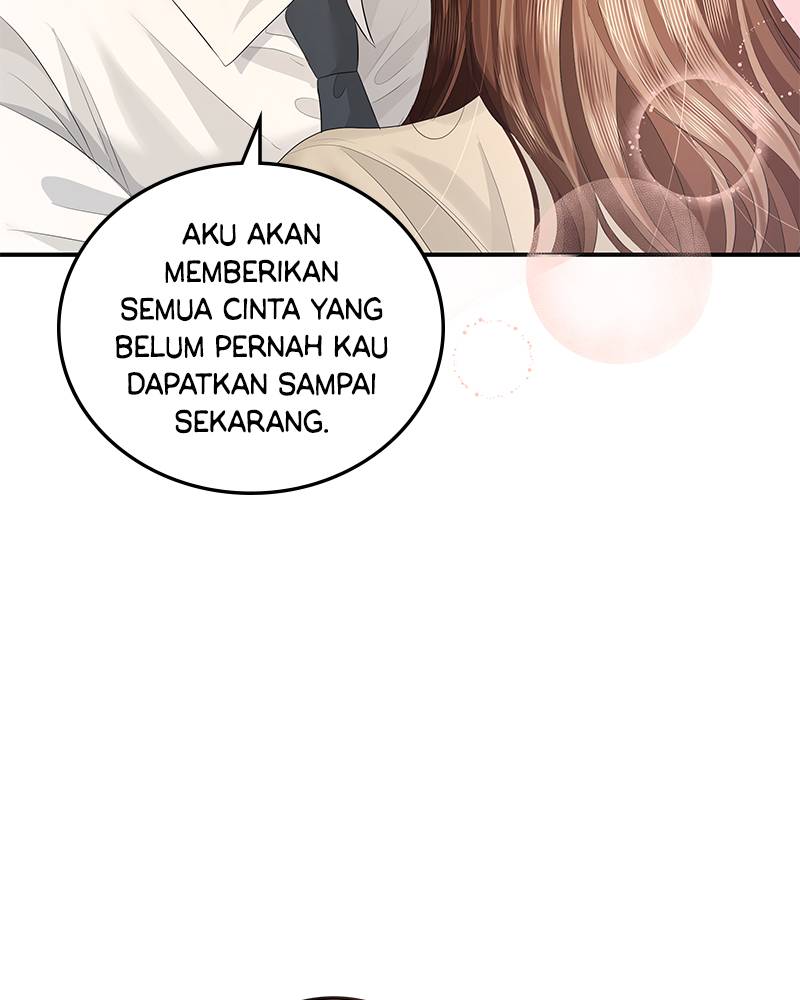 AKU AKAN
MEMBERIKAN
SEMUA CINTA YANG
BELUM PERNAH KAU
DAPATKAN SAMPAI
SEKARANG.